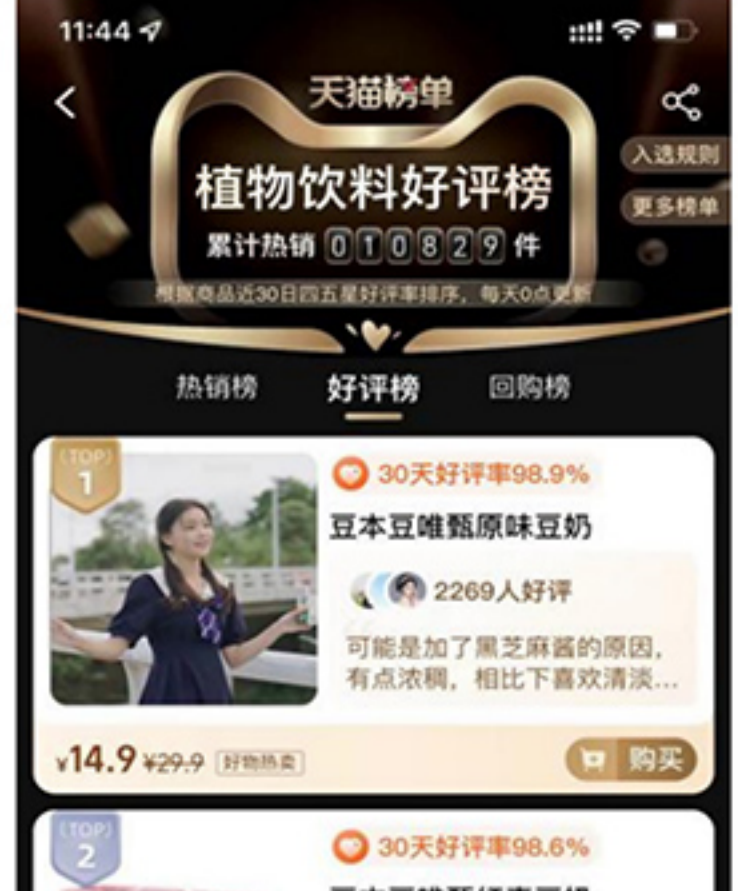 11:44
天猫榜单
入选规则
植物饮料好评榜
更多榜单
累计热销 010829 件
根据商品近30日四五星好评率排序，每天0点更新
热销榜 好评榜 回购榜
TOP
1
30天好评率98.9%
豆本豆唯甄原味豆奶
2269人好评
可能是加了黑芝麻酱的原因，
有点浓稠，相比下喜欢清淡...
¥14.9 ¥29.9 好物热卖
购买
TOP
2
30天好评率98.6%